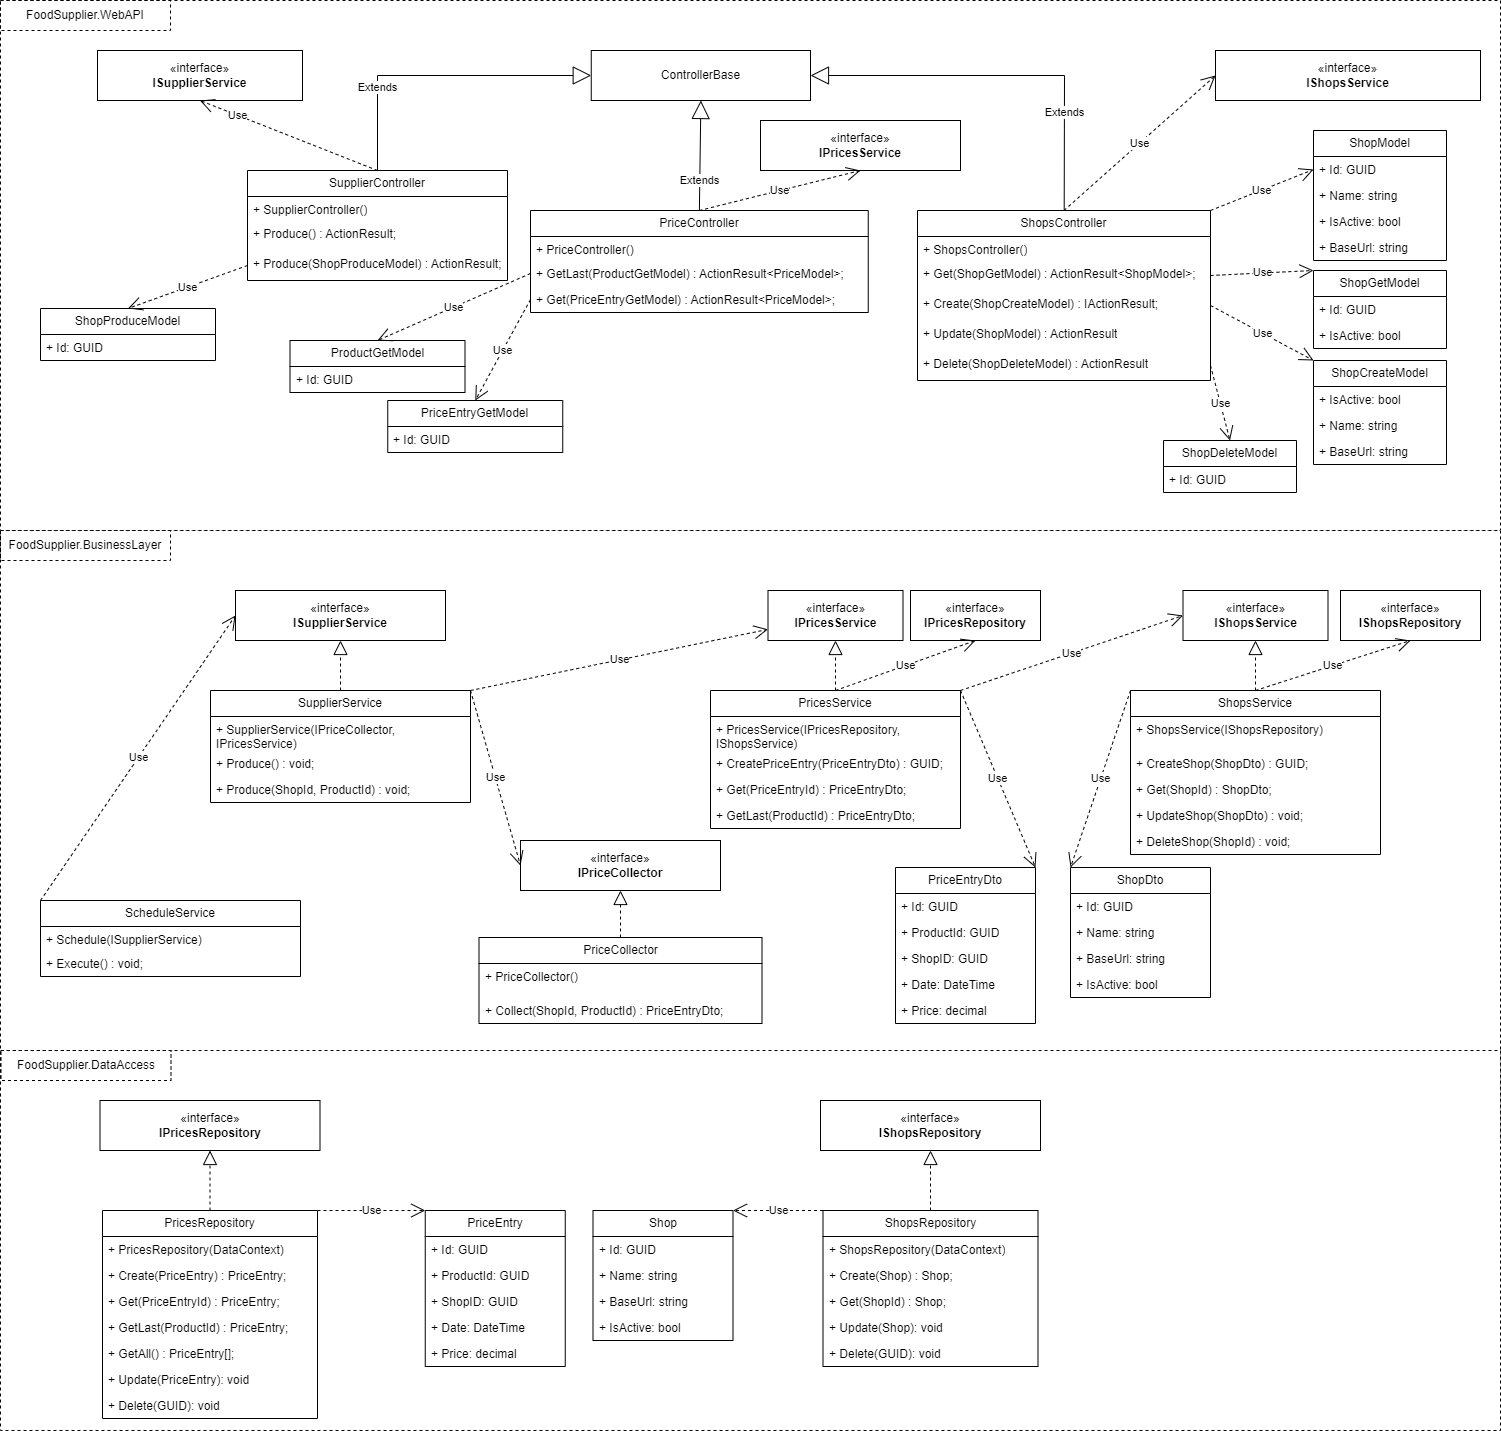 FoodSupplier.WebAPI
«interface»
ISupplierService
ControllerBase
«interface»
IShopsService
Extends
Use
Extends
«interface»
IPricesService
Use
Extends
Use
ShopModel
+ Id: GUID
+ Name: string
+ IsActive: bool
+ BaseUrl: string
Use
SupplierController
+ SupplierController()
+ Produce() : ActionResult;
+ Produce(ShopProduceModel) : ActionResult;
PriceController
+ PriceController()
+ GetLast(ProductGetModel) : ActionResult<PriceModel>;
+ Get(PriceEntryGetModel) : ActionResult<PriceModel>;
ShopsController
+ ShopsController()
+ Get(ShopGetModel) : ActionResult<ShopModel>;
+ Create(ShopCreateModel) : IActionResult;
+ Update(ShopModel) : ActionResult
+ Delete(ShopDeleteModel) : ActionResult
Use
ShopGetModel
+ Id: GUID
+ IsActive: bool
Use
ShopProduceModel
+ Id: GUID
Use
ProductGetModel
+ Id: GUID
Use
PriceEntryGetModel
+ Id: GUID
Use
ShopCreateModel
+ IsActive: bool
+ Name: string
+ BaseUrl: string
Use
ShopDeleteModel
+ Id: GUID
FoodSupplier.BusinessLayer
«interface»
ISupplierService
«interface»
IPricesService
«interface»
IPricesRepository
«interface»
IShopsService
«interface»
IShopsRepository
Use
Use
Use
Use
SupplierService
+ SupplierService(IPriceCollector,
IPricesService)
+ Produce() : void;
+ Produce(ShopId, ProductId) : void;
PricesService
+ PricesService(IPricesRepository,
IShopsService)
+ CreatePriceEntry(PriceEntryDto) : GUID;
+ Get(PriceEntryId) : PriceEntryDto;
+ GetLast(ProductId) : PriceEntryDto;
ShopsService
+ ShopsService(IShopsRepository)
+ CreateShop(ShopDto) : GUID;
+ Get(ShopId) : ShopDto;
+ UpdateShop(ShopDto) : void;
+ DeleteShop(ShopId) : void;
Use
Use
Use
Use
«interface»
IPriceCollector
PriceEntryDto
+ Id: GUID
+ ProductId: GUID
+ ShopID: GUID
+ Date: DateTime
+ Price: decimal
ShopDto
+ Id: GUID
+ Name: string
+ BaseUrl: string
+ IsActive: bool
ScheduleService
+ Schedule(ISupplierService)
+ Execute() : void;
PriceCollector
+ PriceCollector()
+ Collect(ShopId, ProductId) : PriceEntryDto;
FoodSupplier.DataAccess
«interface»
IPricesRepository
«interface»
IShopsRepository
Use
Use
PricesRepository
+ PricesRepository(DataContext)
+ Create(PriceEntry) : PriceEntry;
+ Get(PriceEntryId) : PriceEntry;
+ GetLast(ProductId) : PriceEntry;
+ GetAll() : PriceEntry[];
+ Update(PriceEntry): void
+ Delete(GUID): void
PriceEntry
+ Id: GUID
+ ProductId: GUID
+ ShopID: GUID
+ Date: DateTime
+ Price: decimal
Shop
+ Id: GUID
+ Name: string
+ BaseUrl: string
+ IsActive: bool
ShopsRepository
+ ShopsRepository(DataContext)
+ Create(Shop) : Shop;
+ Get(ShopId) : Shop;
+ Update(Shop): void
+ Delete(GUID): void